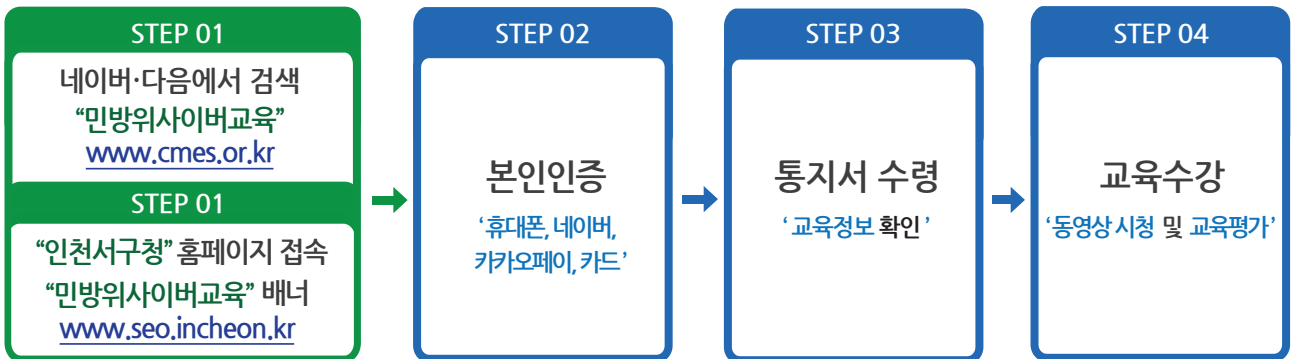 STEP 01
네이버·다음에서 검색
“민방위사이버교육”
www.cmes.or.kr
STEP 01
“인천서구청” 홈페이지 접속
“민방위사이버교육” 배너
www.seo.incheon.kr
STEP 02
본인인증
‘휴대폰, 네이버,
카카오페이, 카드’
STEP 03
통지서 수령
‘교육정보 확인’
STEP 04
교육수강
‘동영상 시청 및 교육평가’